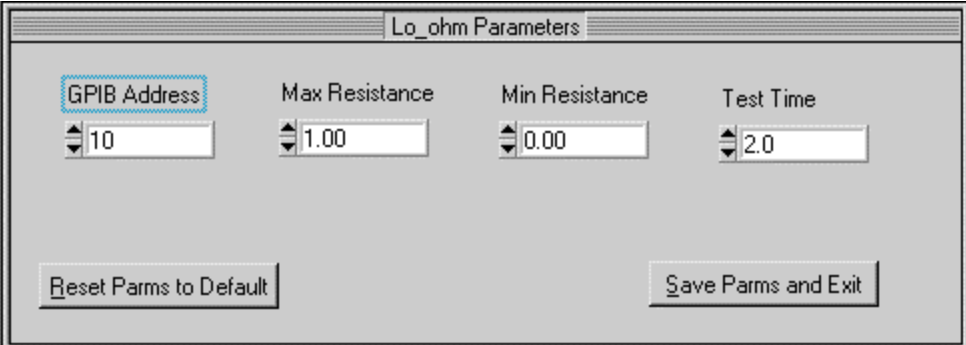 Lo_ohm Parameters
GPIB Address Max Resistance Min Resistance Test Time
10 1.00 0.00 2.0
Reset Parms to Default Save Parms and Exit